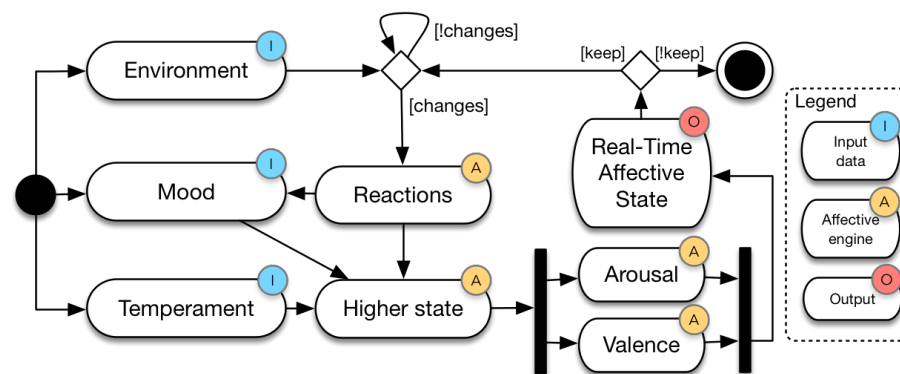 [!changes]
[keep]
[!keep]
I
Environment
[changes]
Legend
I
Input
data
I
Mood
A
Reactions
O
Real-Time
Affective
State
A
Affective
engine
I
Temperament
A
Higher state
A
Arousal
A
Valence
O
Output